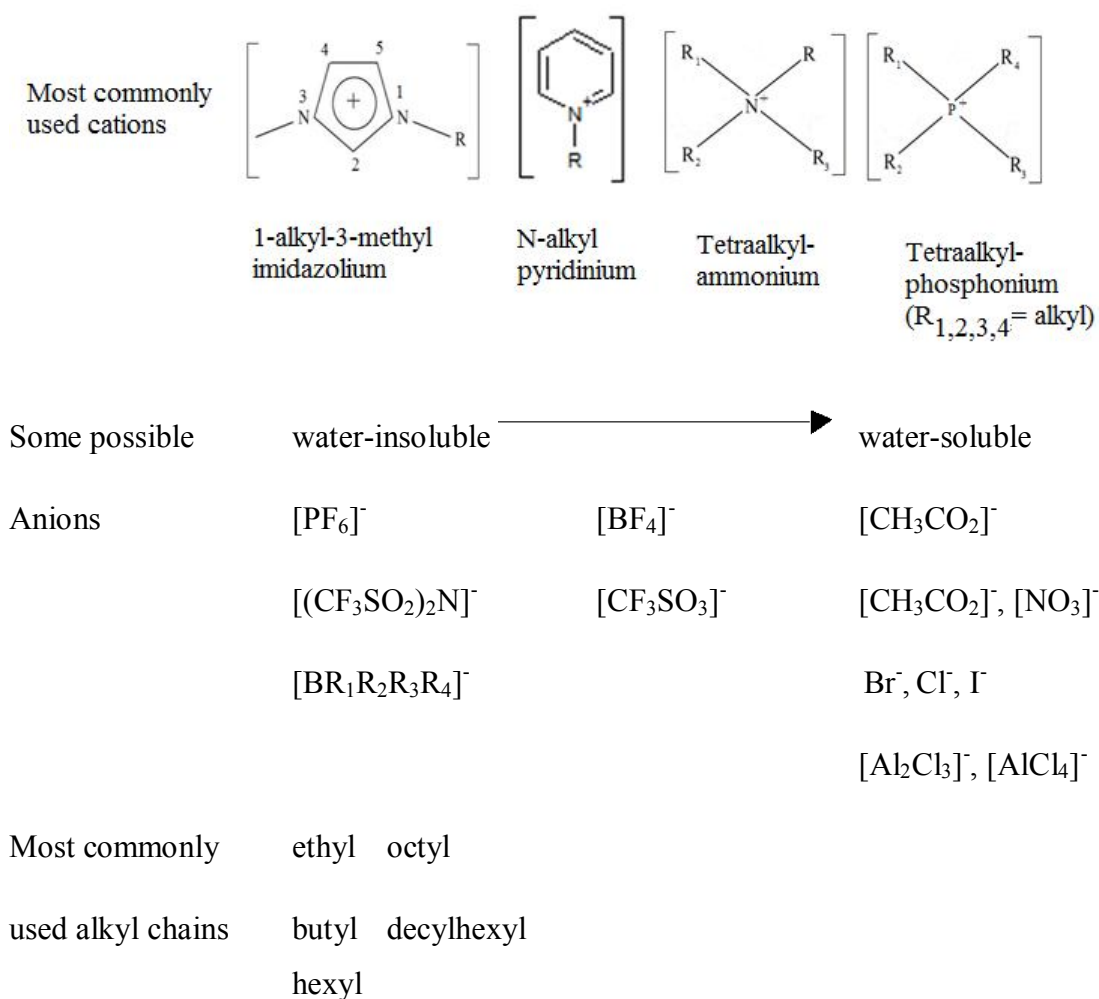 Most commonly
used cations
4 5
3 1
N + N
2 R
N+
R
R₁ R
N⁺
R₂ R₃
R₁ R₄
P⁺
R₂ R₃
1-alkyl-3-methyl
imidazolium
N-alkyl
pyridinium
Tetraalkyl-
ammonium
Tetraalkyl-
phosphonium
(R1,2,3,4= alkyl)
Some possible water-insoluble water-soluble
Anions [PF₆]⁻ [BF₄]⁻ [CH₃CO₂]⁻
[(CF₃SO₂)₂N]⁻ [CF₃SO₃]⁻ [CH₃CO₂]⁻, [NO₃]⁻
[BR₁R₂R₃R₄]⁻ Br⁻, Cl⁻, I⁻
[Al₂Cl₃]⁻, [AlCl₄]⁻
Most commonly ethyl octyl
used alkyl chains butyl decylhexyl
hexyl